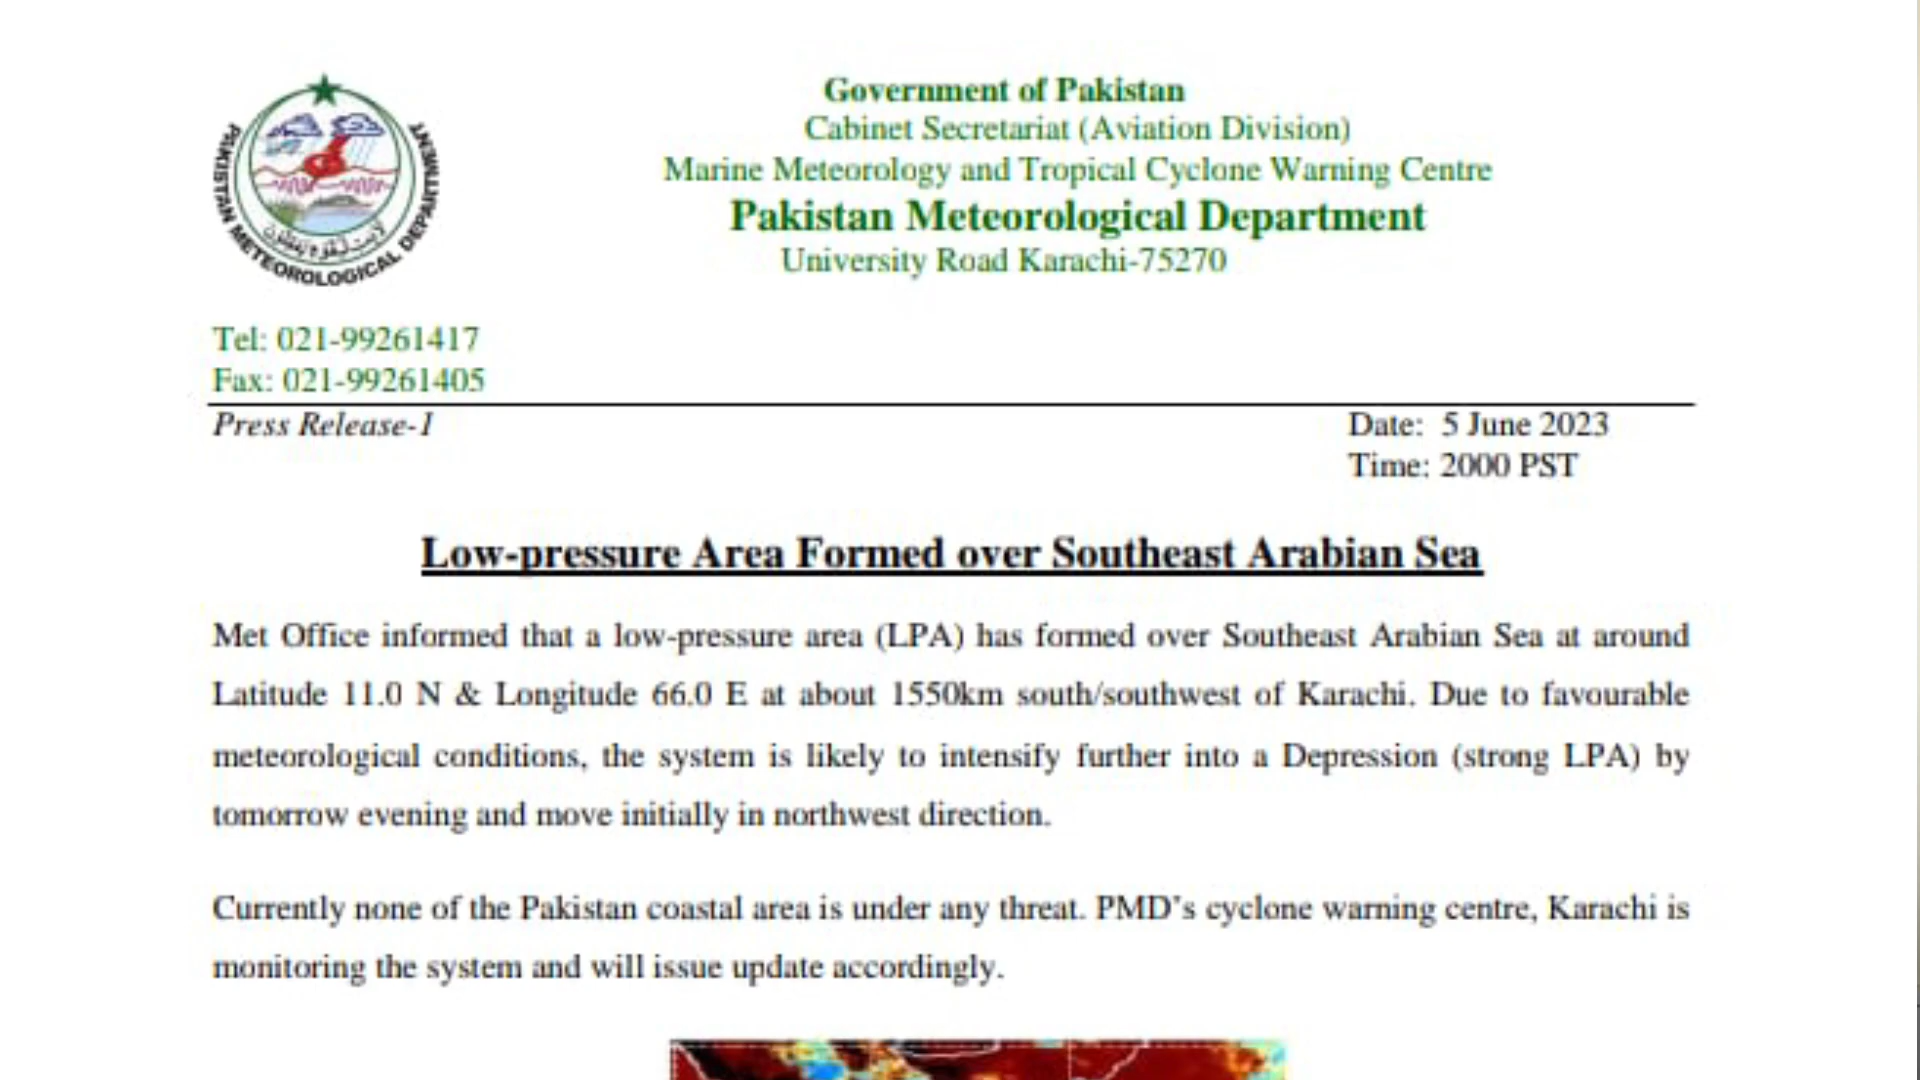 PAKISTAN METEOROLOGICAL DEPARTMENT
Government of Pakistan
Cabinet Secretariat (Aviation Division)
Marine Meteorology and Tropical Cyclone Warning Centre
Pakistan Meteorological Department
University Road Karachi-75270
Tel: 021-99261417
Fax: 021-99261405
Press Release-1
Date: 5 June 2023
Time: 2000 PST
Low-pressure Area Formed over Southeast Arabian Sea
Met Office informed that a low-pressure area (LPA) has formed over Southeast Arabian Sea at around
Latitude 11.0 N & Longitude 66.0 E at about 1550km south/southwest of Karachi. Due to favourable
meteorological conditions, the system is likely to intensify further into a Depression (strong LPA) by
tomorrow evening and move initially in northwest direction.
Currently none of the Pakistan coastal area is under any threat. PMD's cyclone warning centre, Karachi is
monitoring the system and will issue update accordingly.